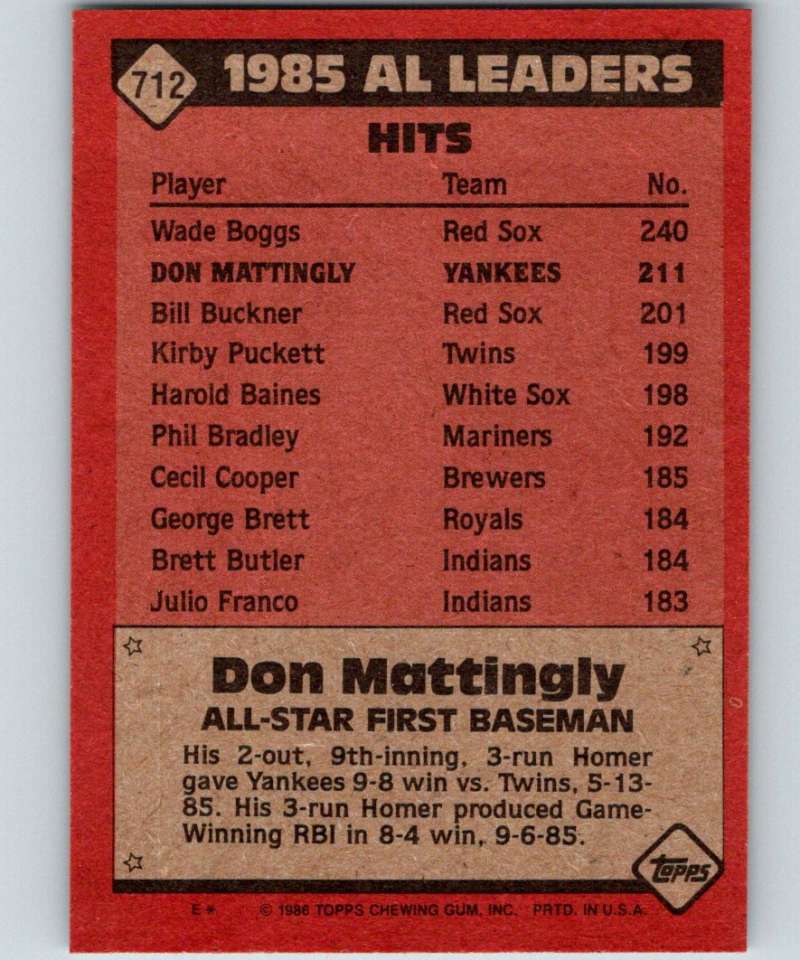 712 1985 AL LEADERS
HITS
Player Team No.
Wade Boggs Red Sox 240
DON MATTINGLY YANKEES 211
Bill Buckner Red Sox 201
Kirby Puckett Twins 199
Harold Baines White Sox 198
Phil Bradley Mariners 192
Cecil Cooper Brewers 185
George Brett Royals 184
Brett Butler Indians 184
Julio Franco Indians 183
Don Mattingly
ALL-STAR FIRST BASEMAN
His 2-out, 9th-inning, 3-run Homer
gave Yankees 9-8 win vs. Twins, 5-13-
85. His 3-run Homer produced Game-
Winning RBI in 8-4 win, 9-6-85.
topps
E* © 1986 TOPPS CHEWING GUM, INC. PRTD. IN U.S.A.